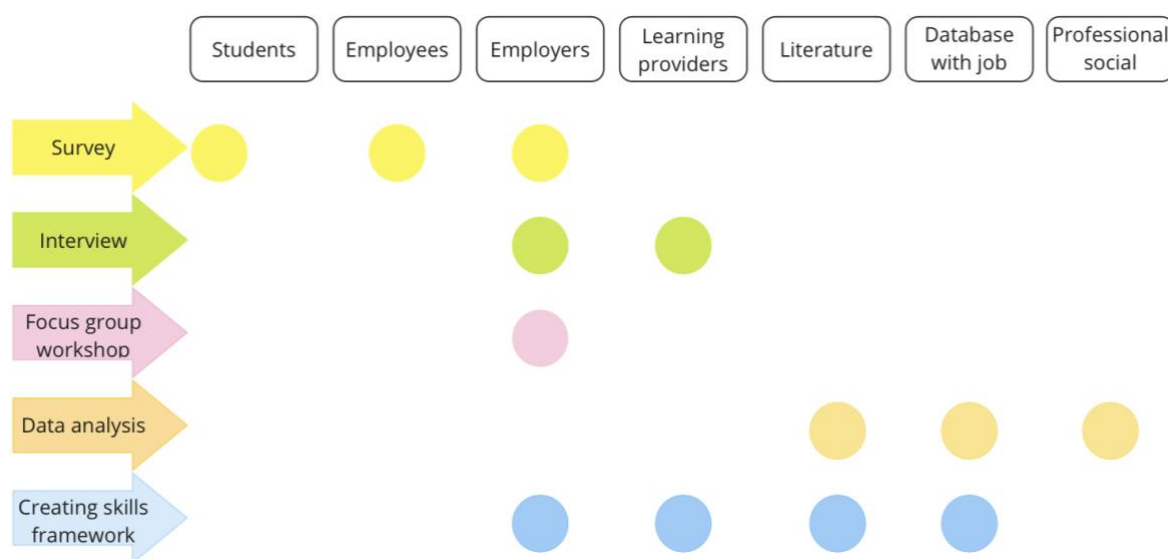 Students
Employees
Employers
Learning
providers
Literature
Database
with job
Professional
social
Survey
Interview
Focus group
workshop
Data analysis
Creating skills
framework